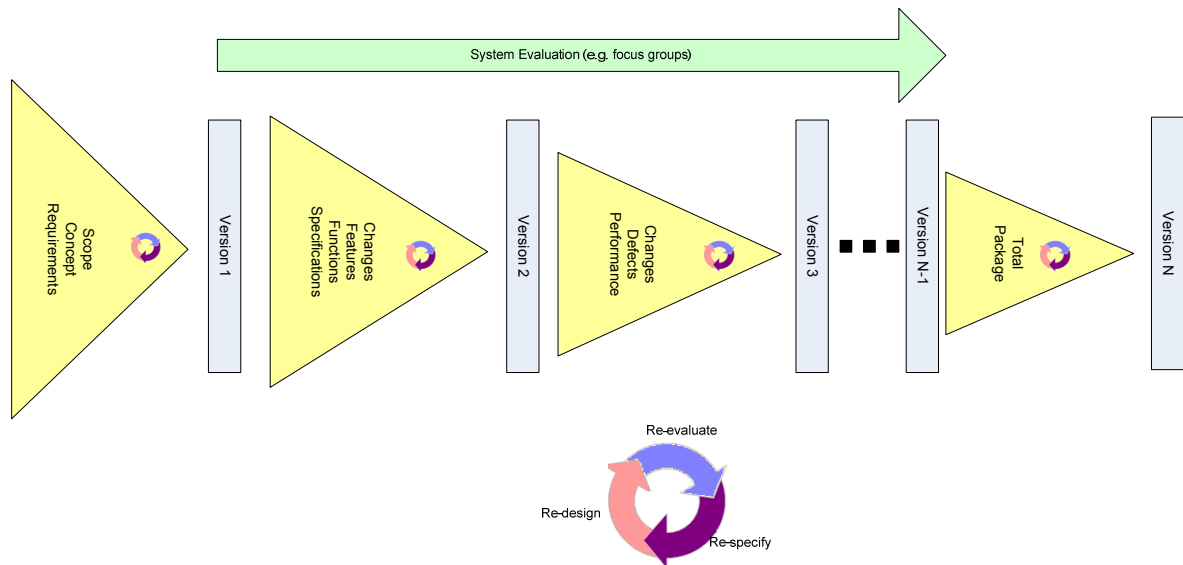 System Evaluation (e.g. focus groups)
Scope
Concept
Requirements
Version 1
Changes
Features
Functions
Specifications
Version 2
Changes
Defects
Performance
Version 3
Version N-1
Total
Package
Version N
Re-evaluate
Re-design
Re-specify